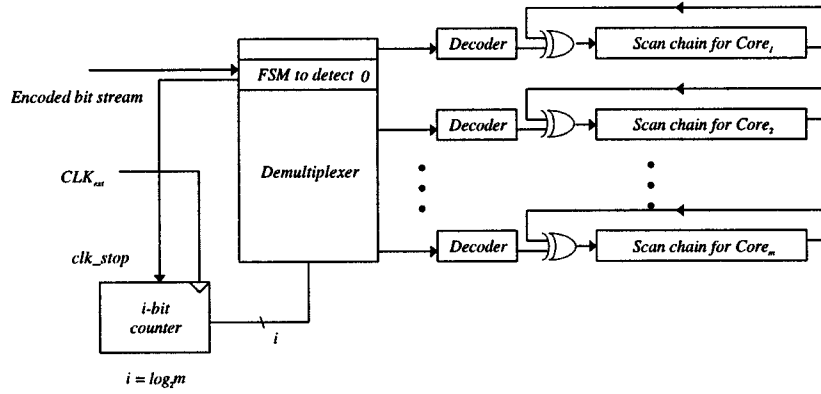 Decoder
Scan chain for Core₁
FSM to detect 0
Encoded bit stream
Decoder
Scan chain for Core₂
Demultiplexer
CLKₑₓₜ
Decoder
Scan chain for Coreₘ
clk_stop
i-bit
counter
i
i = log₂m